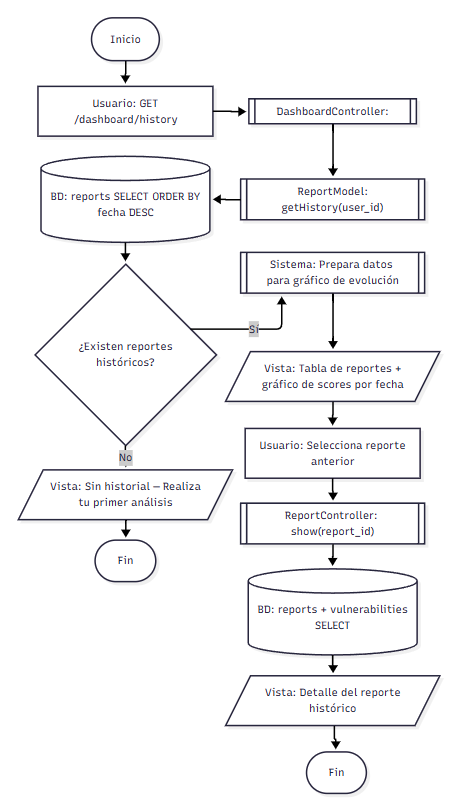 Inicio
Usuario: GET
/dashboard/history
DashboardController:
ReportModel:
getHistory(user_id)
BD: reports SELECT ORDER BY
fecha DESC
¿Existen reportes
históricos?
Sí
Sistema: Prepara datos
para gráfico de evolución
Vista: Tabla de reportes +
gráfico de scores por fecha
Usuario: Selecciona reporte
anterior
ReportController:
show(report_id)
BD: reports + vulnerabilities
SELECT
Vista: Detalle del reporte
histórico
Fin
No
Vista: Sin historial — Realiza
tu primer análisis
Fin